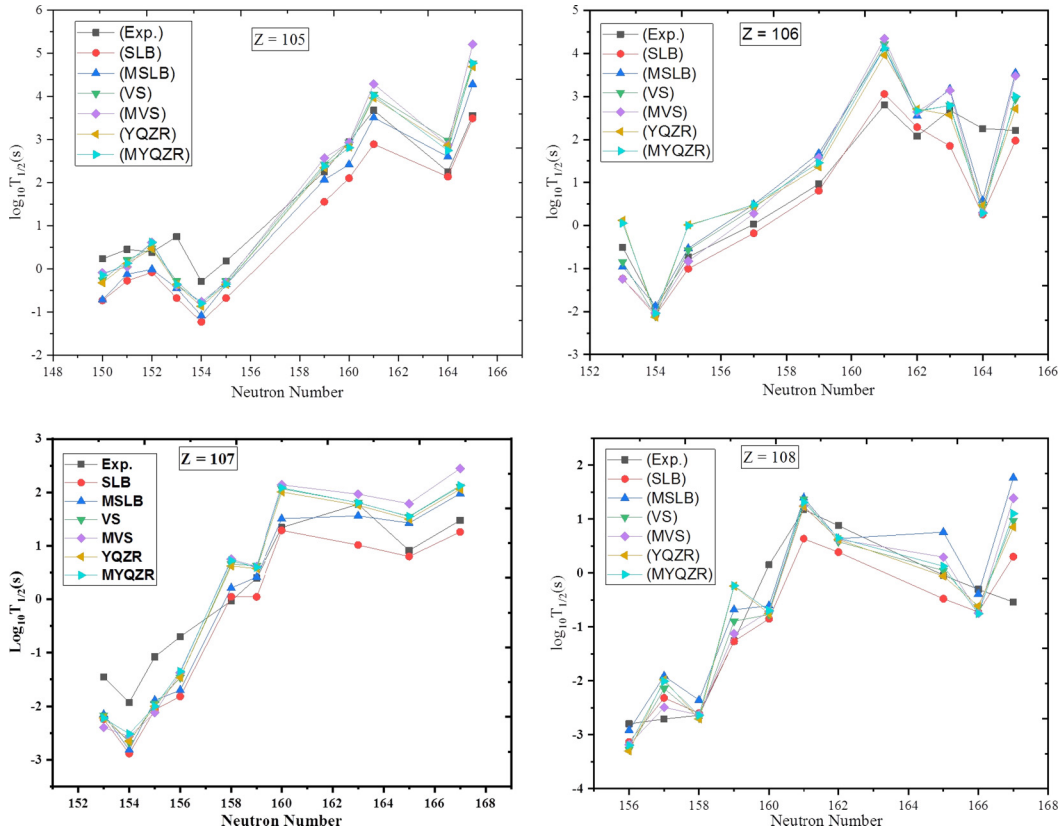 Z = 105
(Exp.)
(SLB)
(MSLB)
(VS)
(MVS)
(YQZR)
(MYQZR)
log10T1/2(s)
6
5
4
3
2
1
0
-1
-2
148 150 152 154 156 158 160 162 164 166
Neutron Number
Z = 106
(Exp.)
(SLB)
(MSLB)
(VS)
(MVS)
(YQZR)
(MYQZR)
log10T1/2(s)
5
4
3
2
1
0
-1
-2
-3
152 154 156 158 160 162 164 166
Neutron Number
Z = 107
Exp.
SLB
MSLB
VS
MVS
YQZR
MYQZR
Log10T1/2(s)
3
2
1
0
-1
-2
-3
152 154 156 158 160 162 164 166 168
Neutron Number
Z = 108
(Exp.)
(SLB)
(MSLB)
(VS)
(MVS)
(YQZR)
(MYQZR)
log10T1/2(s)
2
1
0
-1
-2
-3
-4
156 158 160 162 164 166 168
Neutron Number